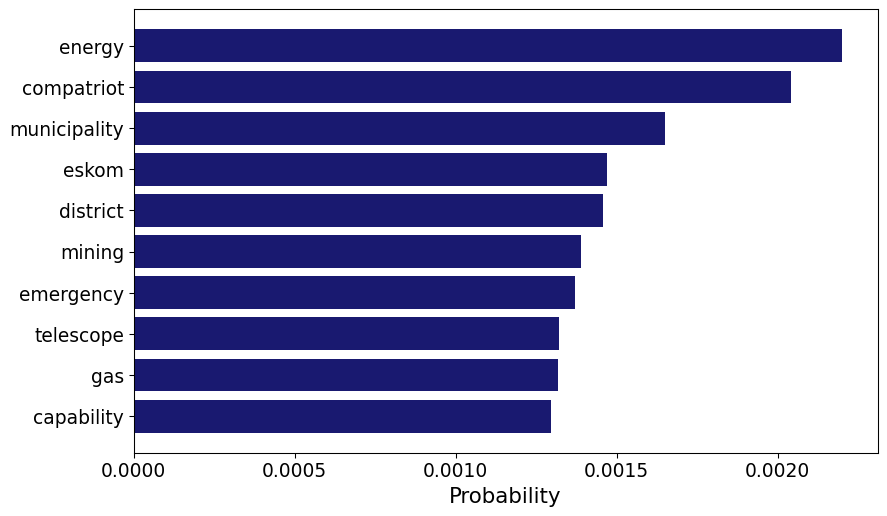 energy
compatriot
municipality
eskom
district
mining
emergency
telescope
gas
capability
0.0000 0.0005 0.0010 0.0015 0.0020
Probability